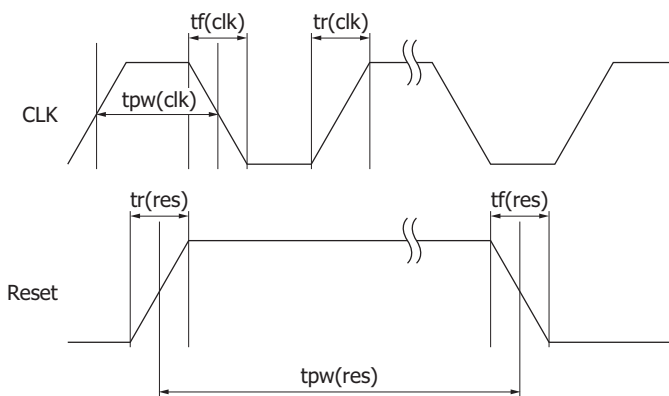 tf(clk)
tr(clk)
CLK
tpw(clk)
tr(res)
tf(res)
Reset
tpw(res)